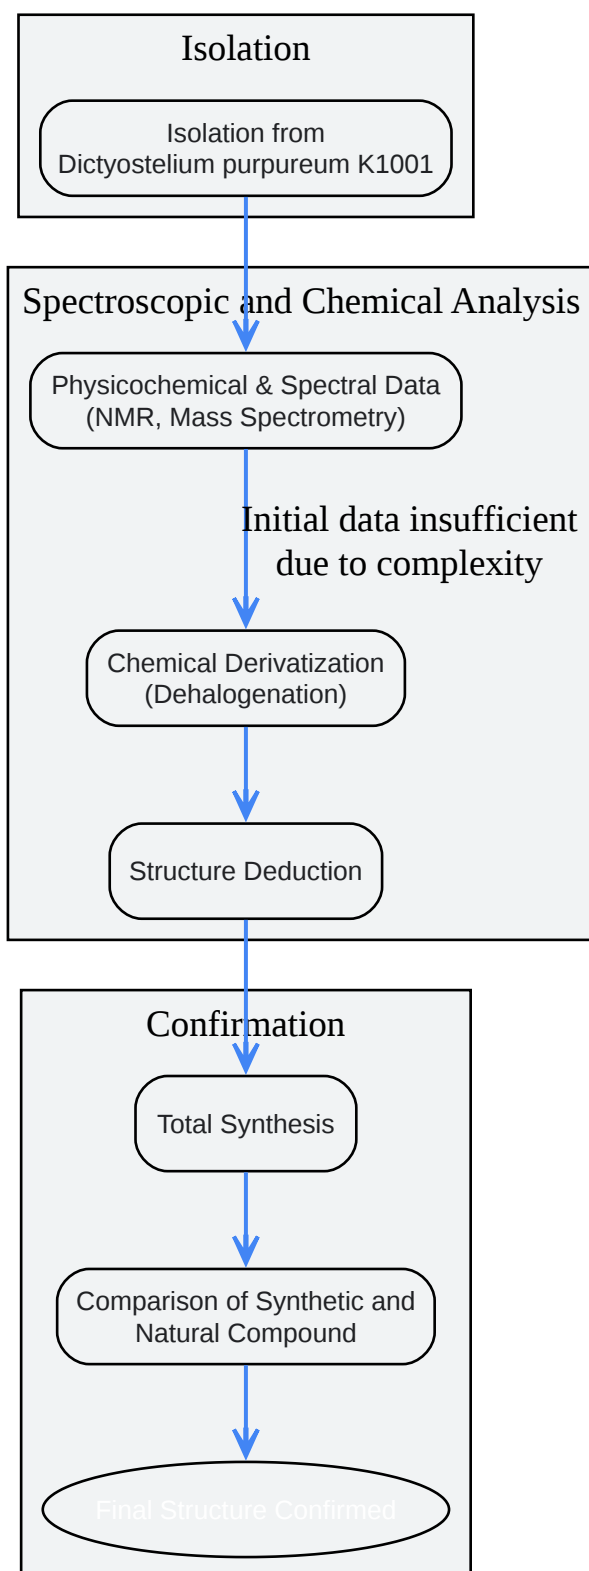 Isolation
Isolation from
Dictyostelium purpureum K1001
Spectroscopic and Chemical Analysis
Physicochemical & Spectral Data
(NMR, Mass Spectrometry)
Initial data insufficient
due to complexity
Chemical Derivatization
(Dehalogenation)
Structure Deduction
Confirmation
Total Synthesis
Comparison of Synthetic and
Natural Compound
Final Structure Confirmed